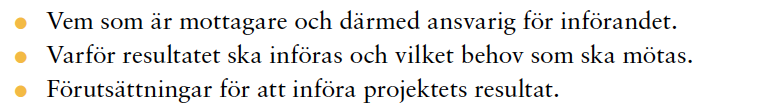 • Vem som är mottagare och därmed ansvarig för införandet.
• Varför resultatet ska införas och vilket behov som ska mötas.
• Förutsättningar för att införa projektets resultat.